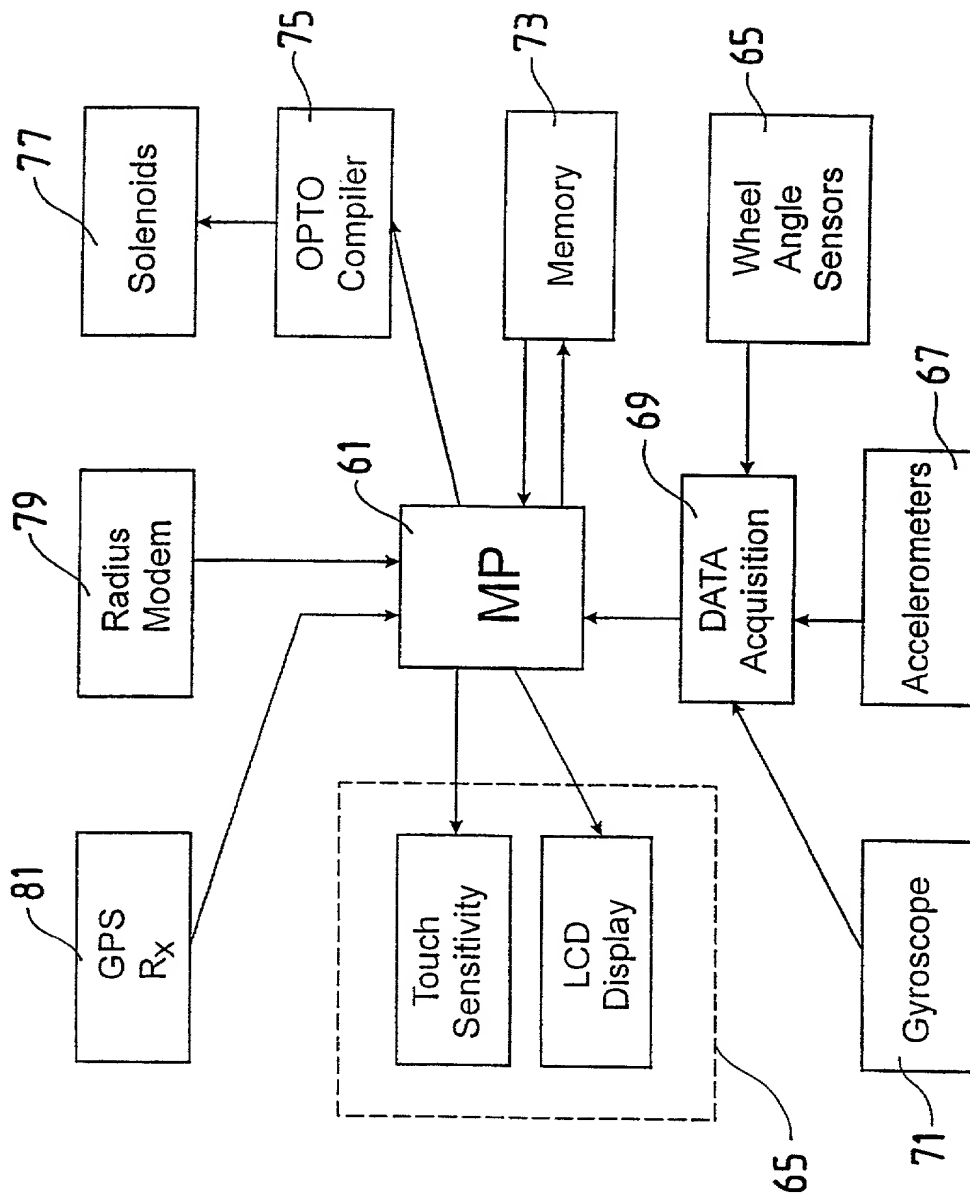 81
GPS
RX
79
Radius
Modem
77
Solenoids
75
OPTO
Compiler
Touch
Sensitivity
LCD
Display
65
61
MP
73
Memory
69
DATA
Acquisition
65
Wheel
Angle
Sensors
71
Gyroscope
67
Accelerometers